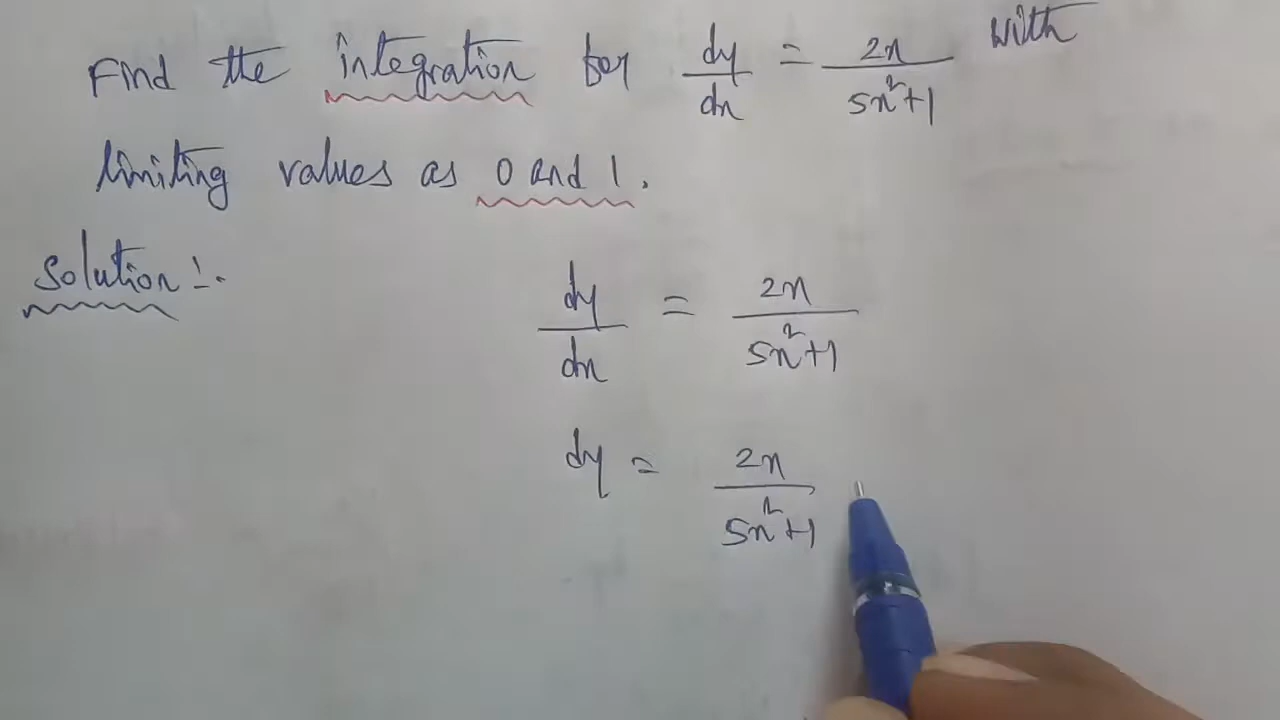 Find the integration for dy/dx = 2x/5x²+1 with
limiting values as 0 and 1.
Solution :-
dy/dx = 2x/5x²+1
dy = 2x/5x²+1